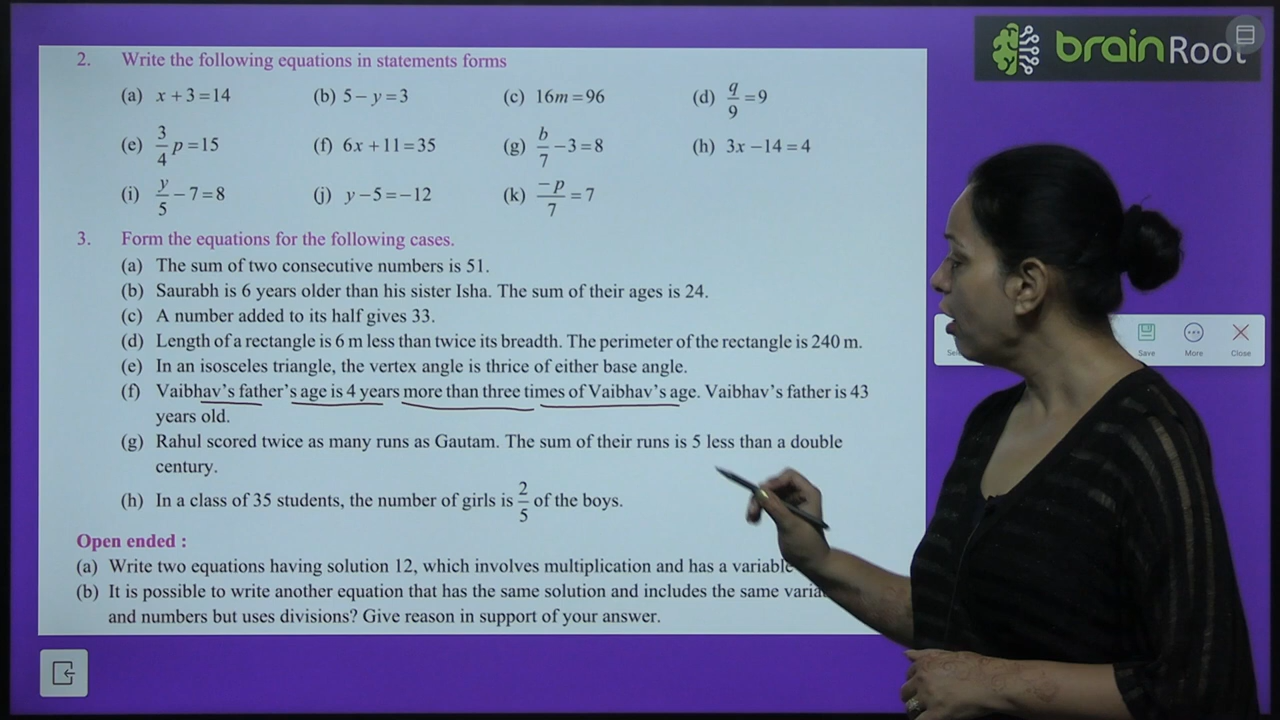 brainRoot
2. Write the following equations in statements forms
(a) x + 3 = 14 (b) 5 − y = 3 (c) 16m = 96 (d) q/9 = 9
(e) 3/4 p = 15 (f) 6x + 11 = 35 (g) b/7 − 3 = 8 (h) 3x − 14 = 4
(i) y/5 − 7 = 8 (j) y − 5 = −12 (k) −p/7 = 7
3. Form the equations for the following cases.
(a) The sum of two consecutive numbers is 51.
(b) Saurabh is 6 years older than his sister Isha. The sum of their ages is 24.
(c) A number added to its half gives 33.
(d) Length of a rectangle is 6 m less than twice its breadth. The perimeter of the rectangle is 240 m.
(e) In an isosceles triangle, the vertex angle is thrice of either base angle.
(f) Vaibhav's father's age is 4 years more than three times of Vaibhav's age. Vaibhav's father is 43
years old.
(g) Rahul scored twice as many runs as Gautam. The sum of their runs is 5 less than a double
century.
(h) In a class of 35 students, the number of girls is 2/5 of the boys.
Open ended :
(a) Write two equations having solution 12, which involves multiplication and has a variable
(b) It is possible to write another equation that has the same solution and includes the same
and numbers but uses divisions? Give reason in support of your answer.
Save More Close